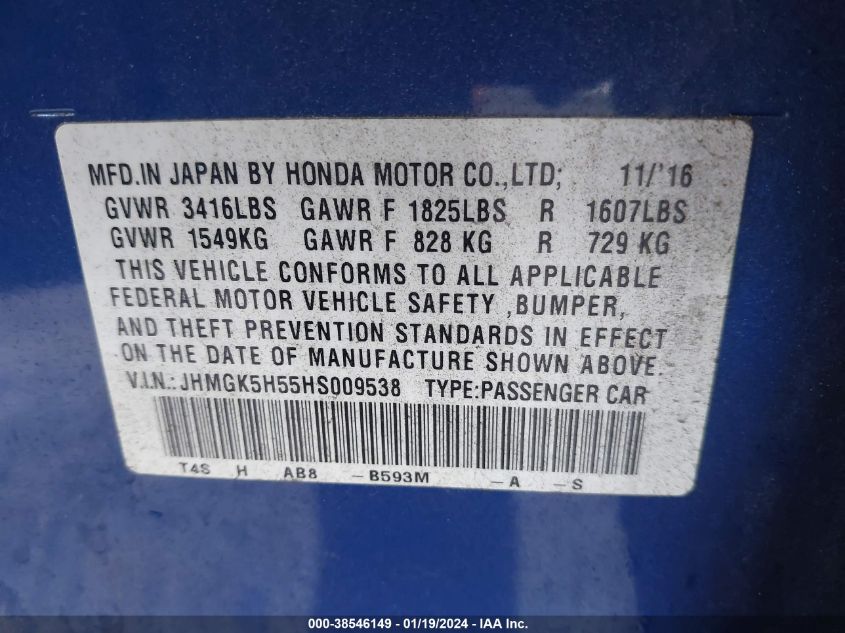 MFD.IN JAPAN BY HONDA MOTOR CO.,LTD; 11/'16
GVWR 3416LBS GAWR F 1825LBS R 1607LBS
GVWR 1549KG GAWR F 828 KG R 729 KG
THIS VEHICLE CONFORMS TO ALL APPLICABLE
FEDERAL MOTOR VEHICLE SAFETY ,BUMPER,
AND THEFT PREVENTION STANDARDS IN EFFECT
ON THE DATE OF MANUFACTURE SHOWN ABOVE.
V.I.N.:JHMGK5H55HS009538 TYPE:PASSENGER CAR
T4S H AB8 -B593M -A -S
000-38546149 - 01/19/2024 - IAA Inc.